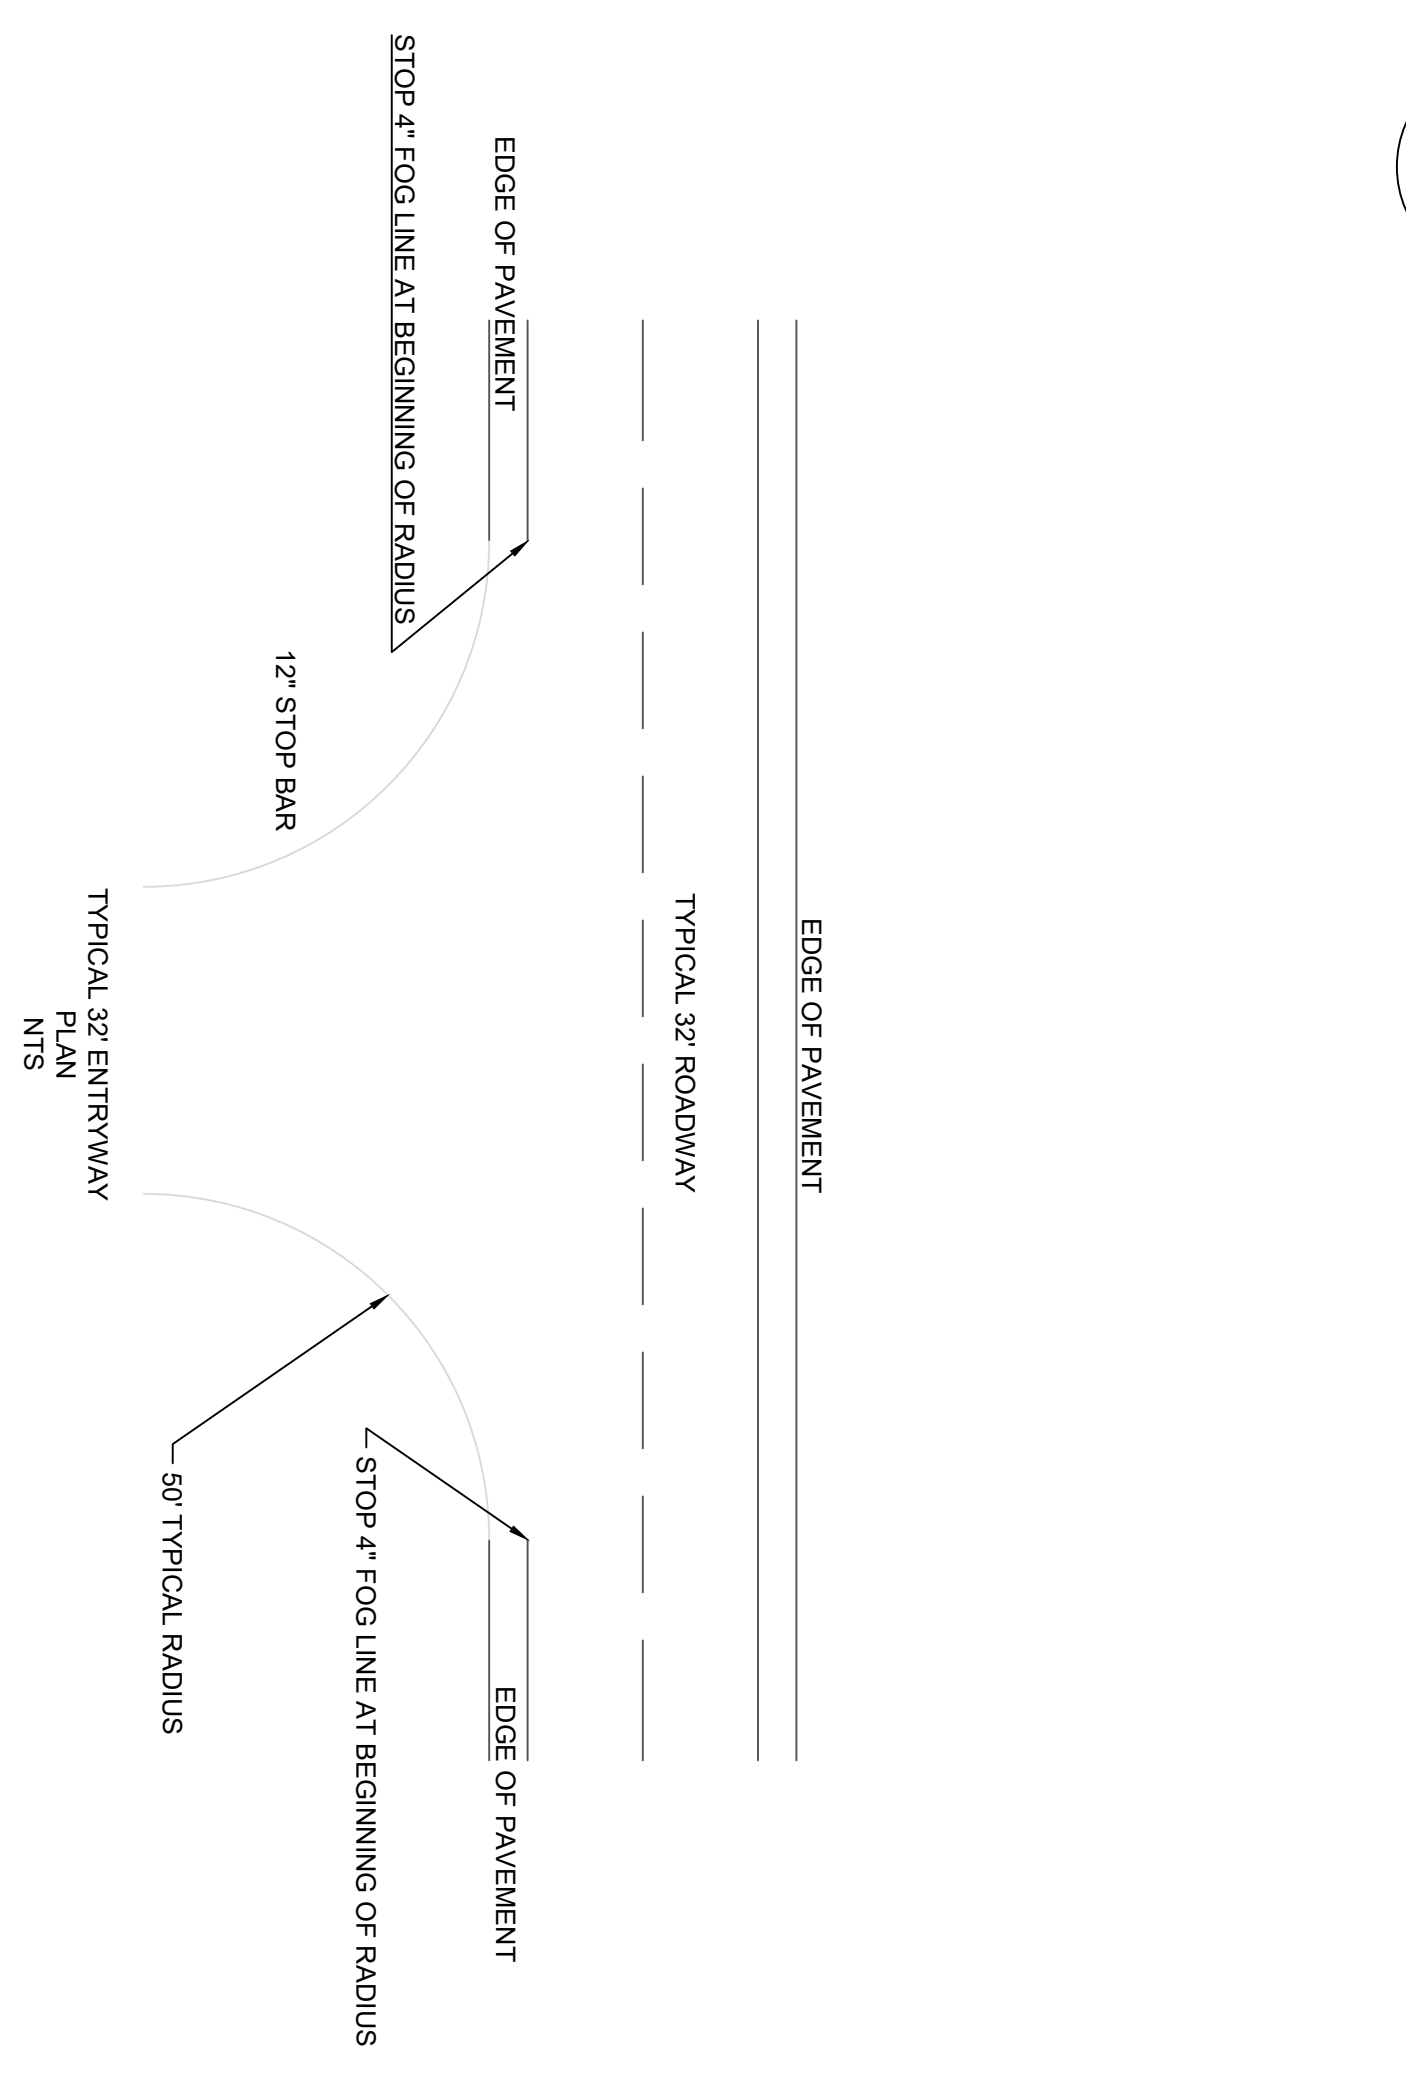 EDGE OF PAVEMENT
TYPICAL 32' ROADWAY
EDGE OF PAVEMENT
EDGE OF PAVEMENT
STOP 4" FOG LINE AT BEGINNING OF RADIUS
STOP 4" FOG LINE AT BEGINNING OF RADIUS
12" STOP BAR
50' TYPICAL RADIUS
TYPICAL 32' ENTRYWAY
PLAN
NTS